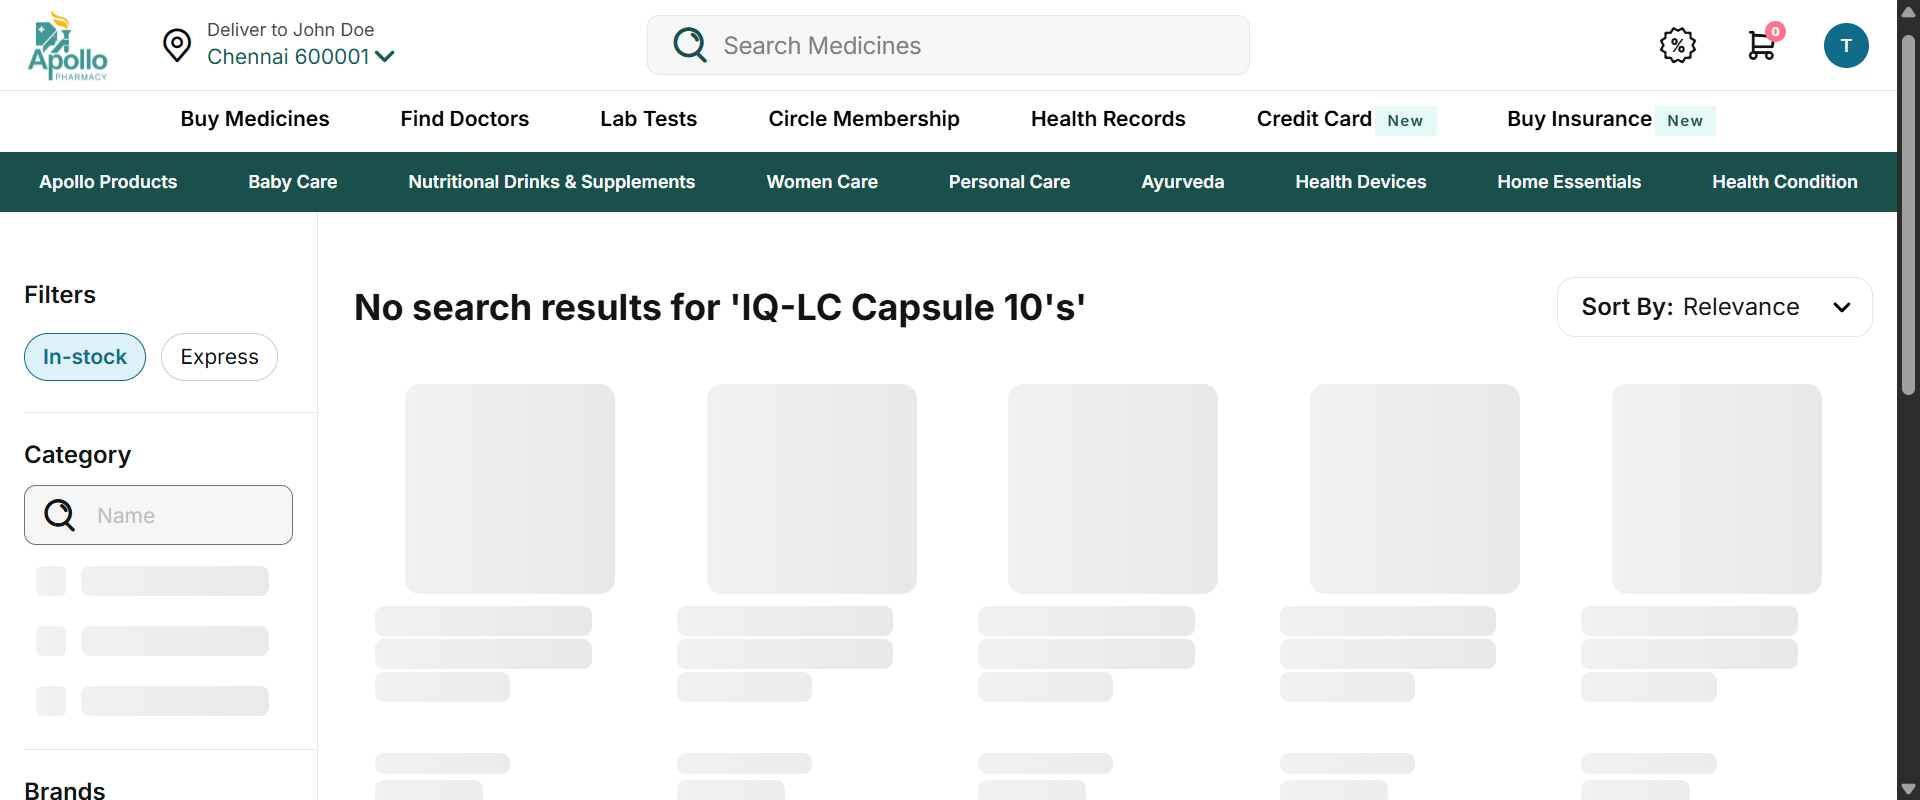 Apollo
PHARMACY
Deliver to John Doe
Chennai 600001
Search Medicines
%
0
T
Buy Medicines
Find Doctors
Lab Tests
Circle Membership
Health Records
Credit Card New
Buy Insurance New
Apollo Products
Baby Care
Nutritional Drinks & Supplements
Women Care
Personal Care
Ayurveda
Health Devices
Home Essentials
Health Condition
Filters
In-stock
Express
Category
Name
Brands
No search results for 'IQ-LC Capsule 10's'
Sort By: Relevance